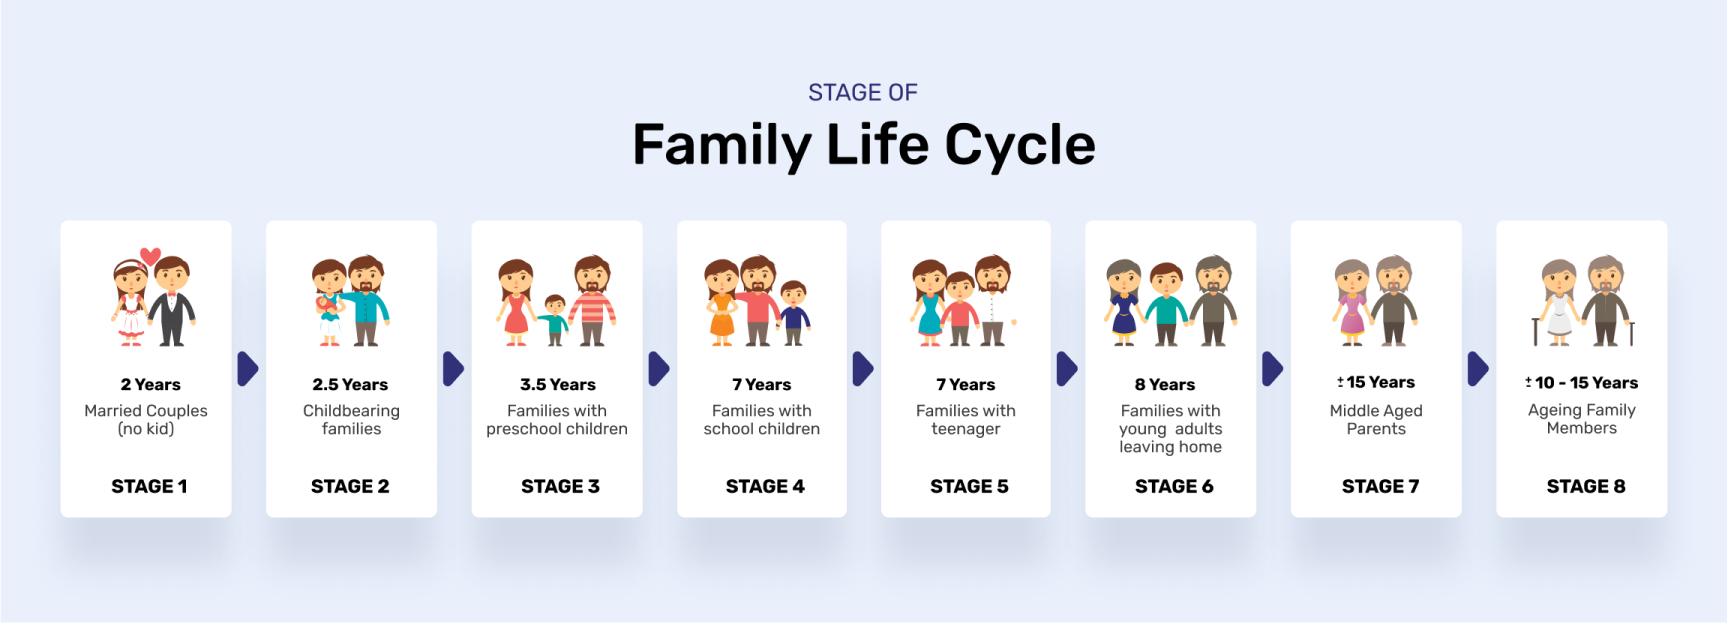 STAGE OF
Family Life Cycle
2 Years
Married Couples
(no kid)
STAGE 1
2.5 Years
Childbearing
families
STAGE 2
3.5 Years
Families with
preschool children
STAGE 3
7 Years
Families with
school children
STAGE 4
7 Years
Families with
teenager
STAGE 5
8 Years
Families with
young adults
leaving home
STAGE 6
±15 Years
Middle Aged
Parents
STAGE 7
±10 - 15 Years
Ageing Family
Members
STAGE 8